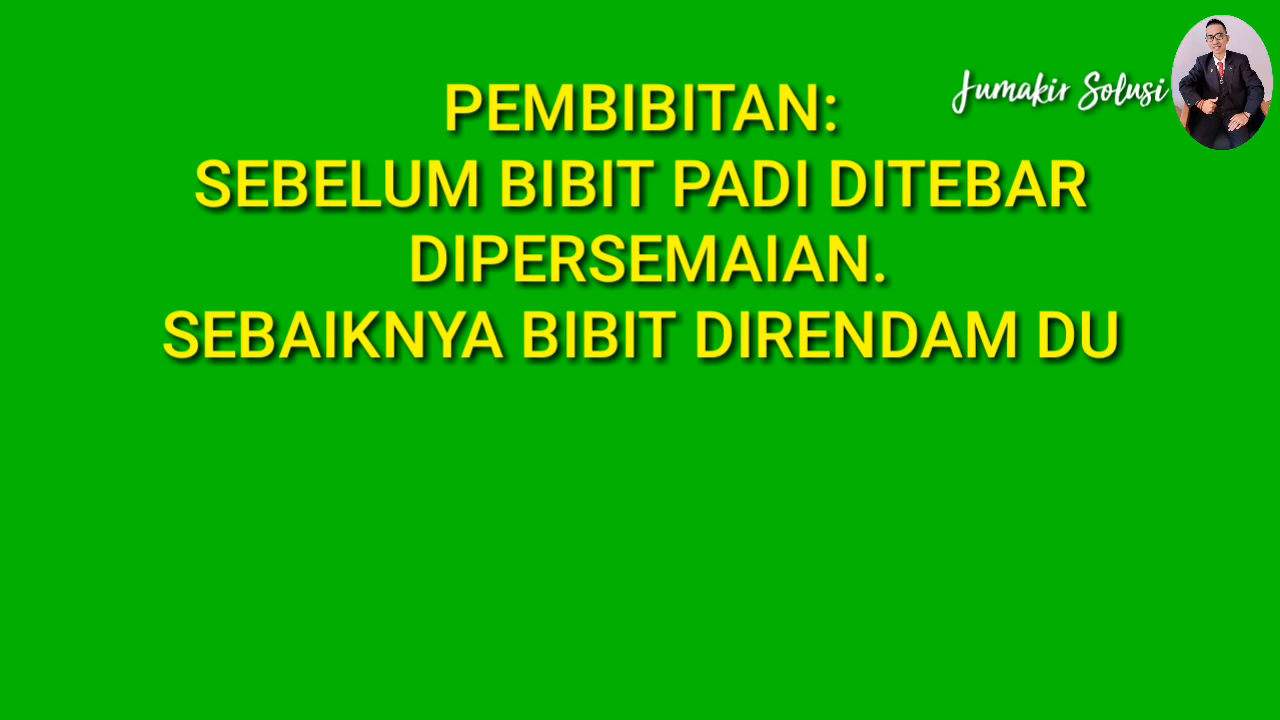 Jumakir Solusi
PEMBIBITAN:
SEBELUM BIBIT PADI DITEBAR
DIPERSEMAIAN.
SEBAIKNYA BIBIT DIRENDAM DU